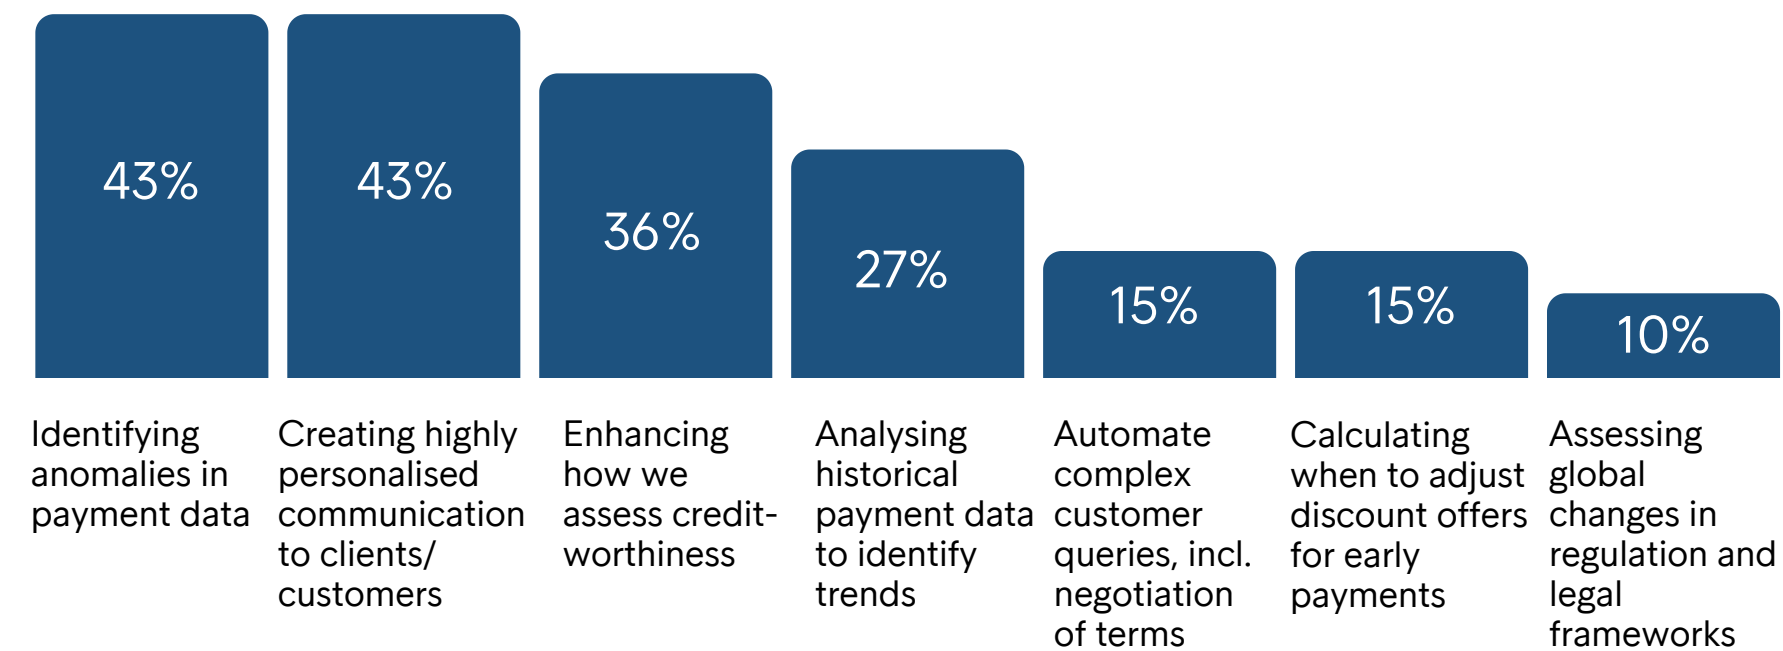 43%
43%
36%
27%
15%
15%
10%
Identifying
anomalies in
payment data
Creating highly
personalised
communication
to clients/
customers
Enhancing
how we
assess credit-
worthiness
Analysing
historical
payment data
to identify
trends
Automate
complex
customer
queries, incl.
negotiation
of terms
Calculating
when to adjust
discount offers
for early
payments
Assessing
global
changes in
regulation and
legal
frameworks